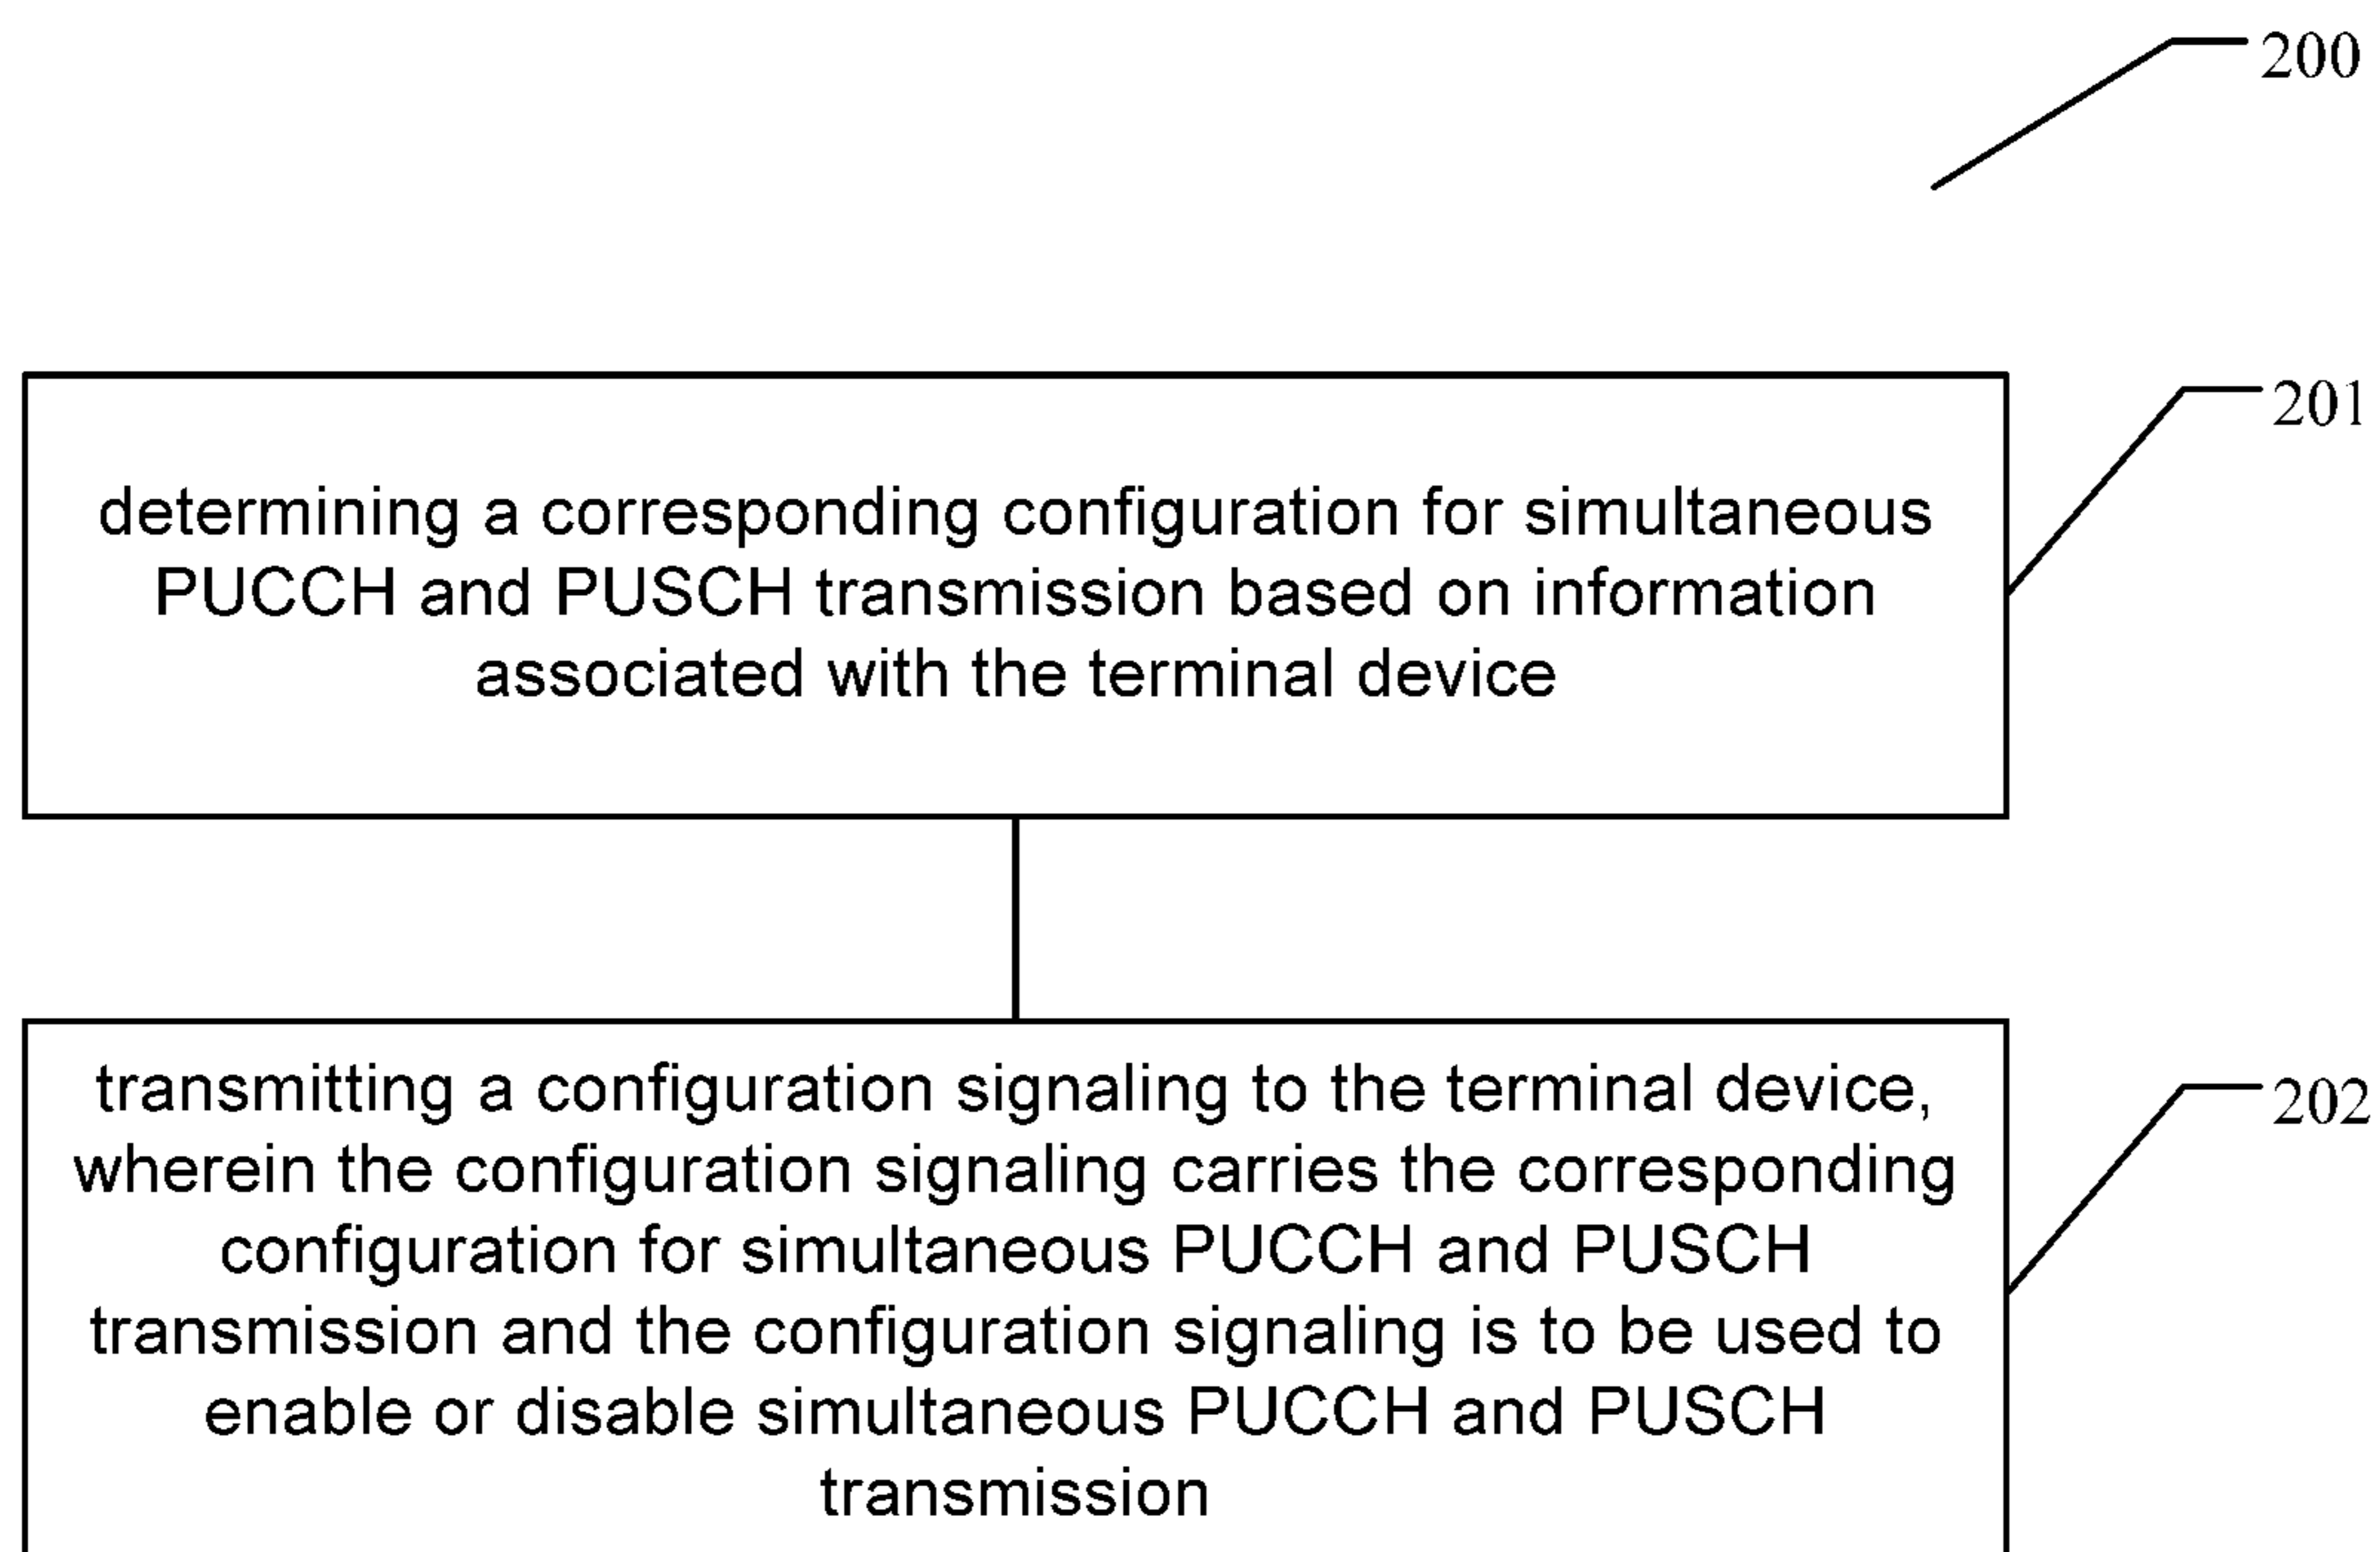 200
201
determining a corresponding configuration for simultaneous
PUCCH and PUSCH transmission based on information
associated with the terminal device
202
transmitting a configuration signaling to the terminal device,
wherein the configuration signaling carries the corresponding
configuration for simultaneous PUCCH and PUSCH
transmission and the configuration signaling is to be used to
enable or disable simultaneous PUCCH and PUSCH
transmission